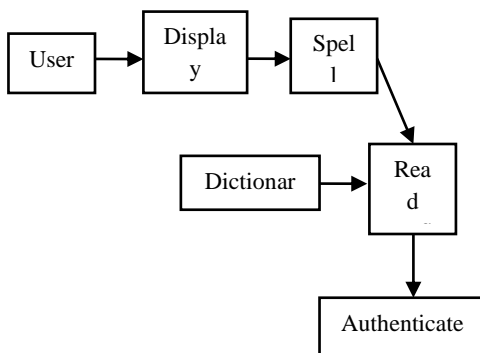 User
Displa
y
Spel
l
Dictionar
Rea
d
Authenticate